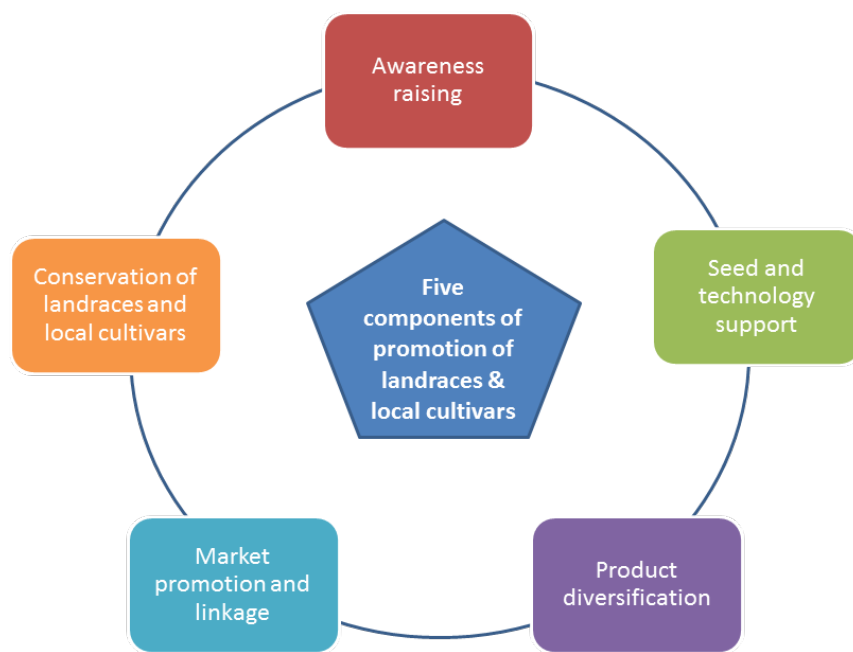 Awareness
raising
Seed and
technology
support
Product
diversification
Market
promotion and
linkage
Conservation of
landraces and
local cultivars
Five
components of
promotion of
landraces &
local cultivars